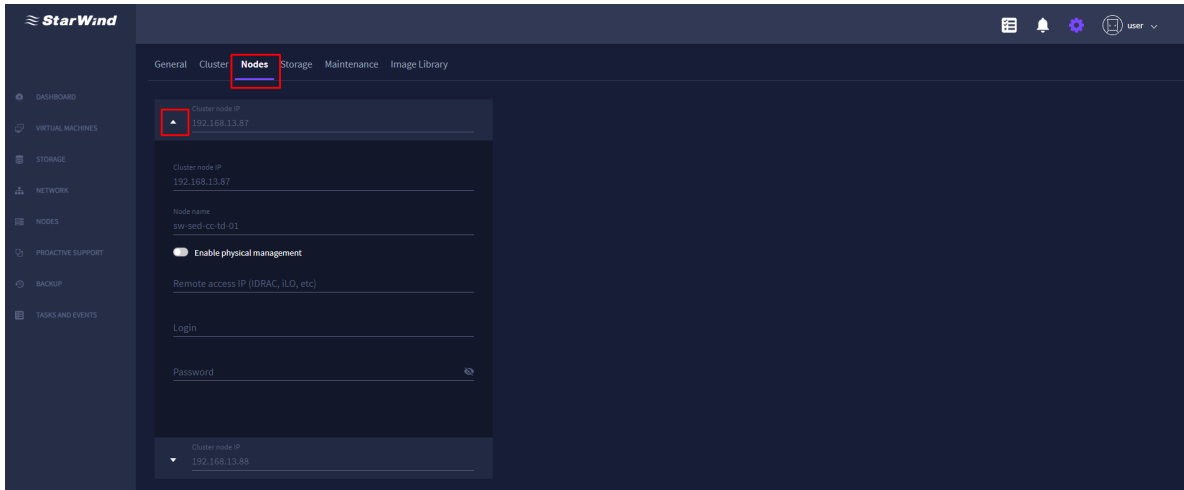 StarWind
user
General Cluster Nodes Storage Maintenance Image Library
DASHBOARD
VIRTUAL MACHINES
STORAGE
NETWORK
NODES
PROACTIVE SUPPORT
BACKUP
TASKS AND EVENTS
Cluster node IP
192.168.13.87
Cluster node IP
192.168.13.87
Node name
sw-sed-cc-td-01
Enable physical management
Remote access IP (IDRAC, iLO, etc)
Login
Password
Cluster node IP
192.168.13.88